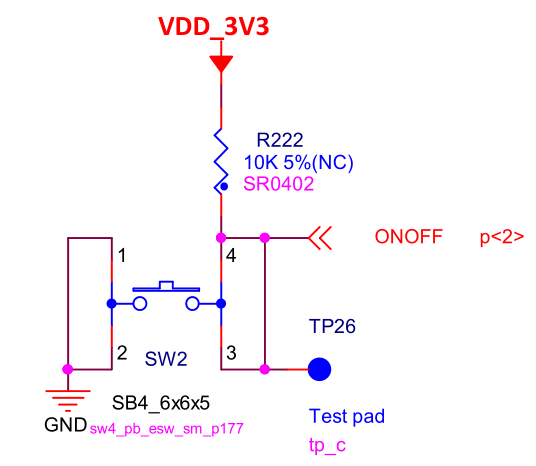 VDD_3V3
R222
10K 5%(NC)
SR0402
ONOFF p<2>
1 4
TP26
2 3
SW2
SB4_6x6x5
GND sw4_pb_esw_sm_p177
Test pad
tp_c